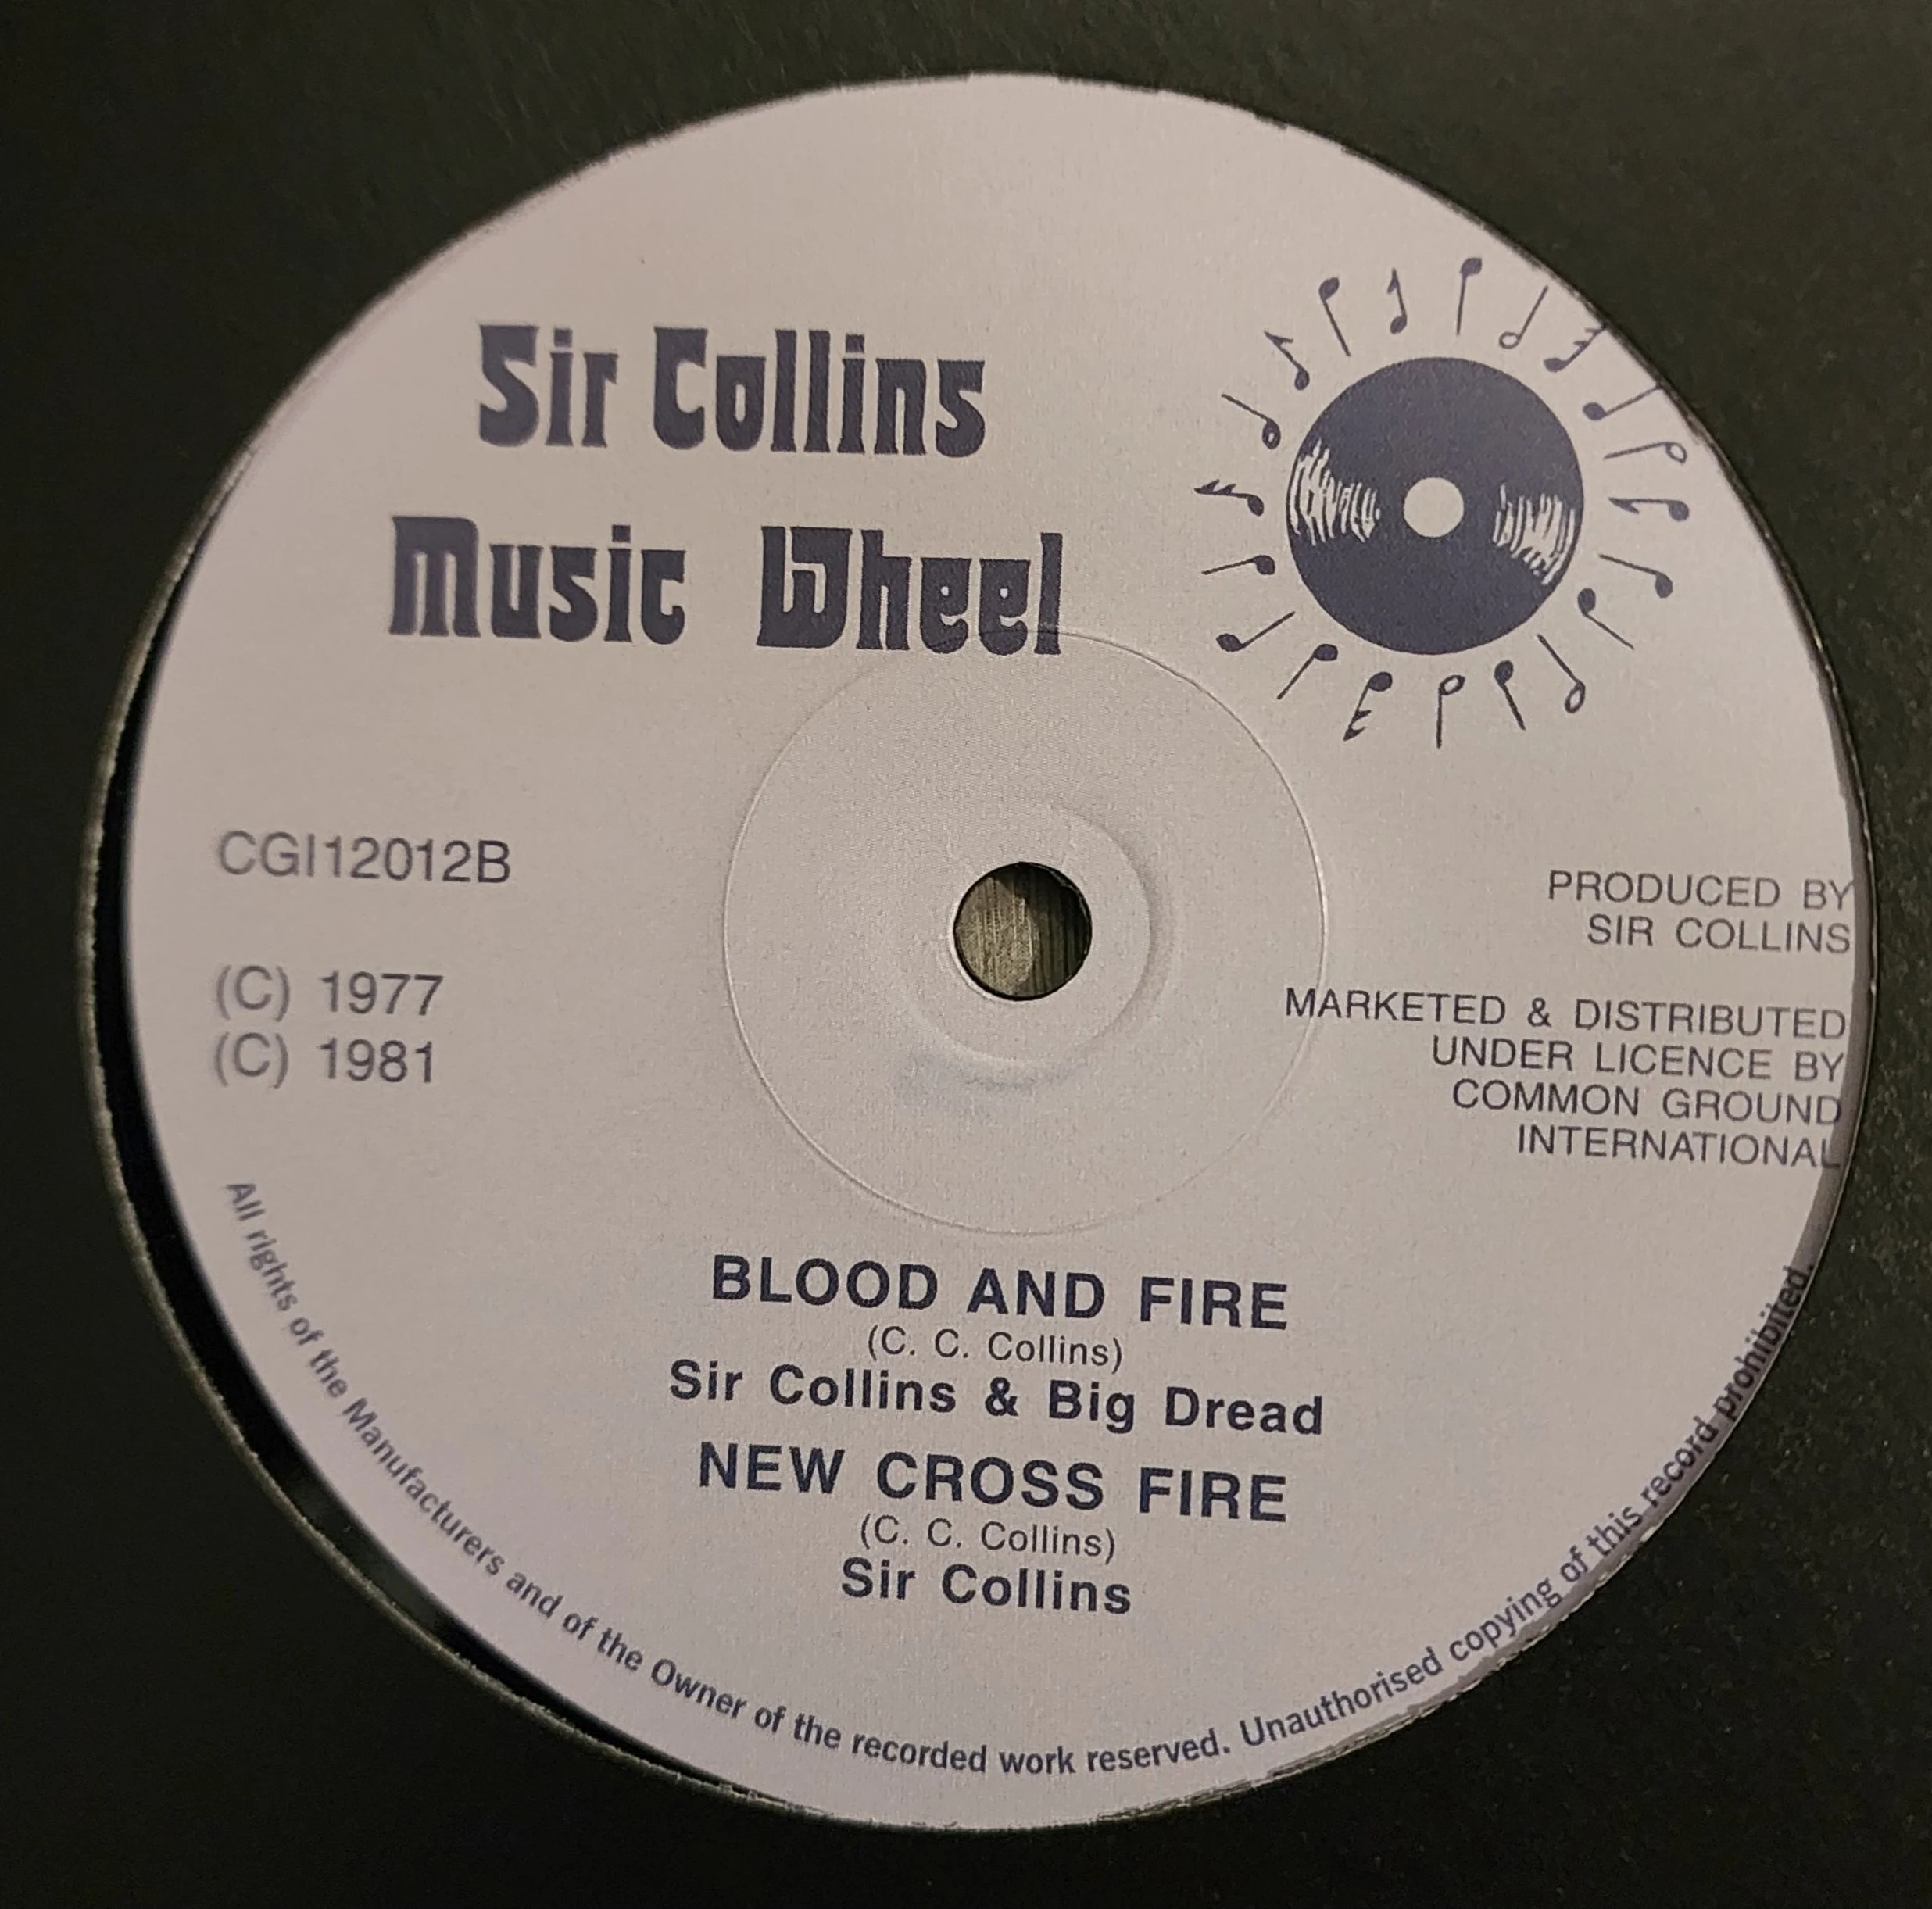 Sir Collins
Music Wheel
CGI12012B
(C) 1977
(C) 1981
PRODUCED BY
SIR COLLINS
MARKETED & DISTRIBUTED
UNDER LICENCE BY
COMMON GROUND
INTERNATIONAL
BLOOD AND FIRE
(C. C. Collins)
Sir Collins & Big Dread
NEW CROSS FIRE
(C. C. Collins)
Sir Collins
All rights of the Manufacturers and of the Owner of the recorded work reserved. Unauthorised copying of this record prohibited.